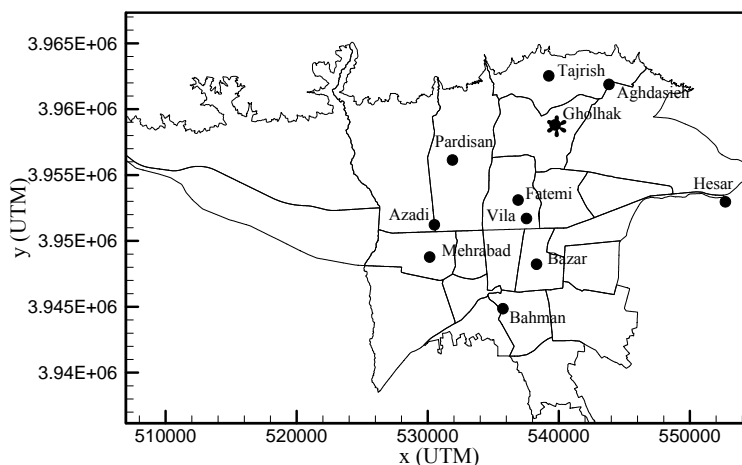 3.965E+06
Tajrish
Aghdasieh
3.96E+06
Gholhak
Pardisan
3.955E+06
y (UTM)
Hesar
Fatemi
Azadi
Vila
3.95E+06
Mehrabad
Bazar
3.945E+06
Bahman
3.94E+06
510000 520000 530000 540000 550000
x (UTM)